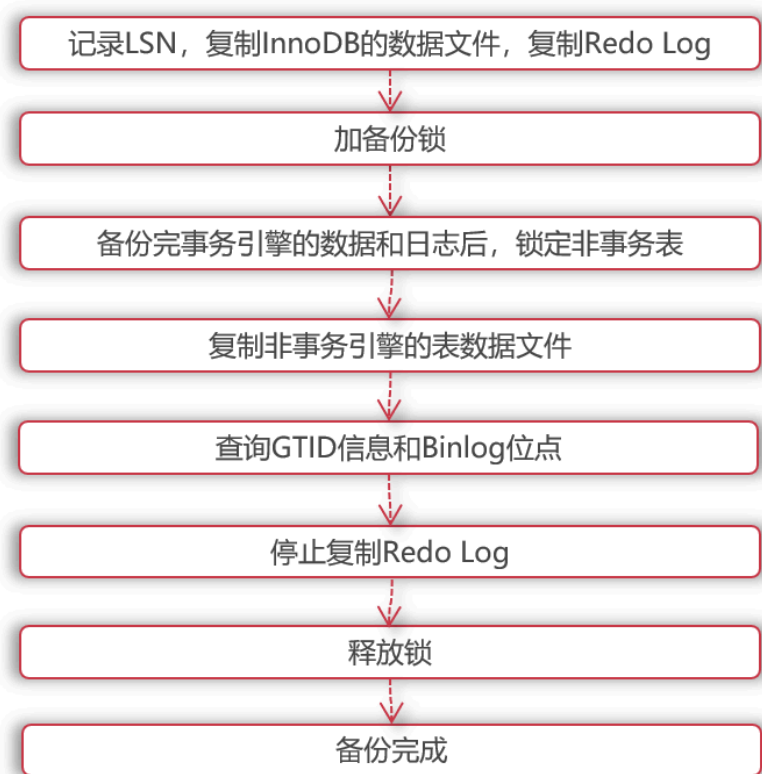 记录LSN，复制InnoDB的数据文件，复制Redo Log
加备份锁
备份完事务引擎的数据和日志后，锁定非事务表
复制非事务引擎的表数据文件
查询GTID信息和Binlog位点
停止复制Redo Log
释放锁
备份完成